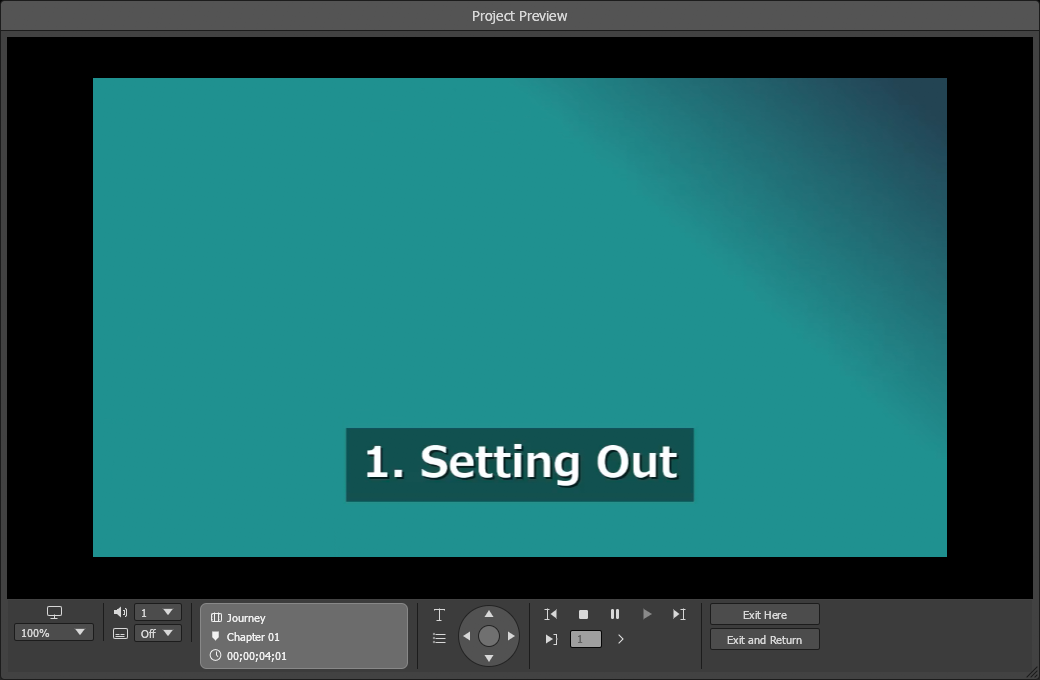 Project Preview
1. Setting Out
100%
1
Off
Journey
Chapter 01
00;00;04;01
1
Exit Here
Exit and Return